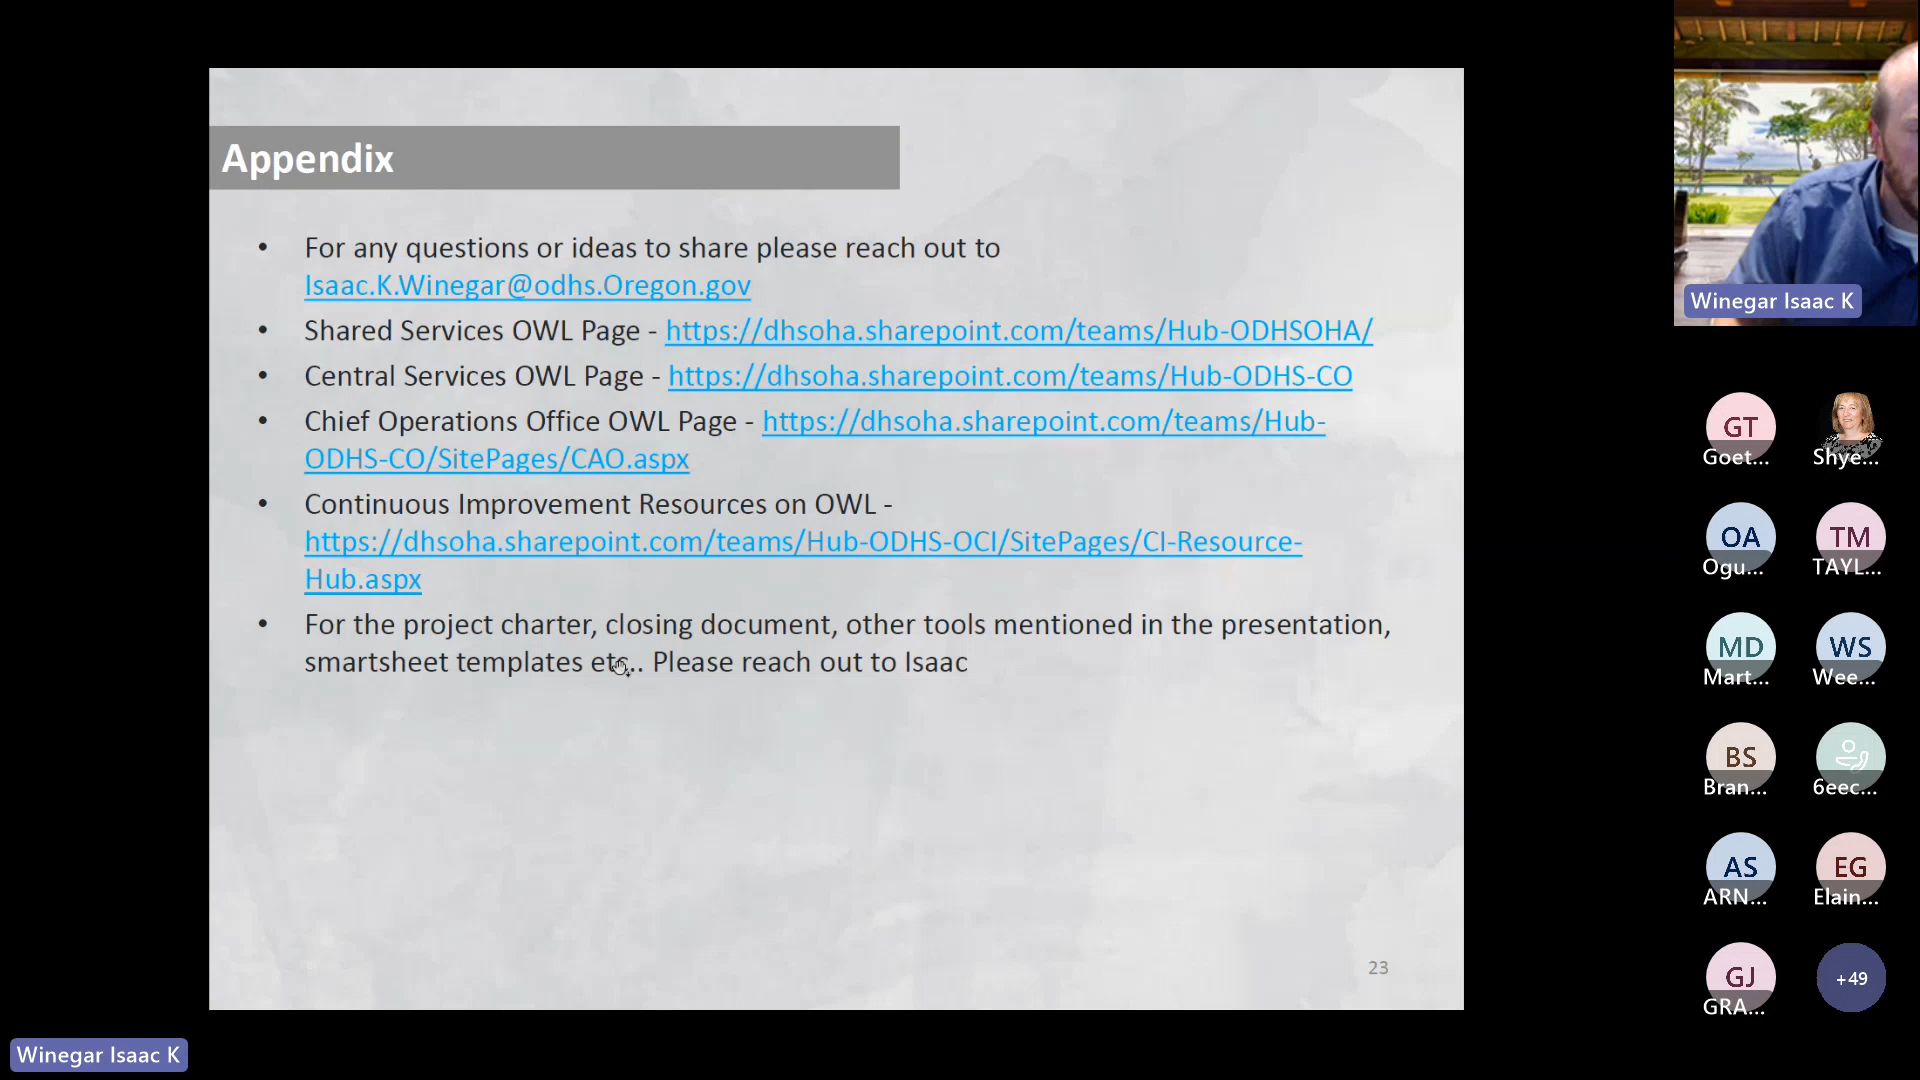 Appendix
• For any questions or ideas to share please reach out to
Isaac.K.Winegar@odhs.Oregon.gov
• Shared Services OWL Page - https://dhsoha.sharepoint.com/teams/Hub-ODHSOHA/
• Central Services OWL Page - https://dhsoha.sharepoint.com/teams/Hub-ODHS-CO
• Chief Operations Office OWL Page - https://dhsoha.sharepoint.com/teams/Hub-
ODHS-CO/SitePages/CAO.aspx
• Continuous Improvement Resources on OWL -
https://dhsoha.sharepoint.com/teams/Hub-ODHS-OCI/SitePages/CI-Resource-
Hub.aspx
• For the project charter, closing document, other tools mentioned in the presentation,
smartsheet templates etc.. Please reach out to Isaac
23
Winegar Isaac K
Winegar Isaac K
GT
Goet...
Shye...
OA
Ogu...
TM
TAYL...
MD
Mart...
WS
Wee...
BS
Bran...
6eec...
AS
ARN...
EG
Elain...
GJ
GRA...
+49